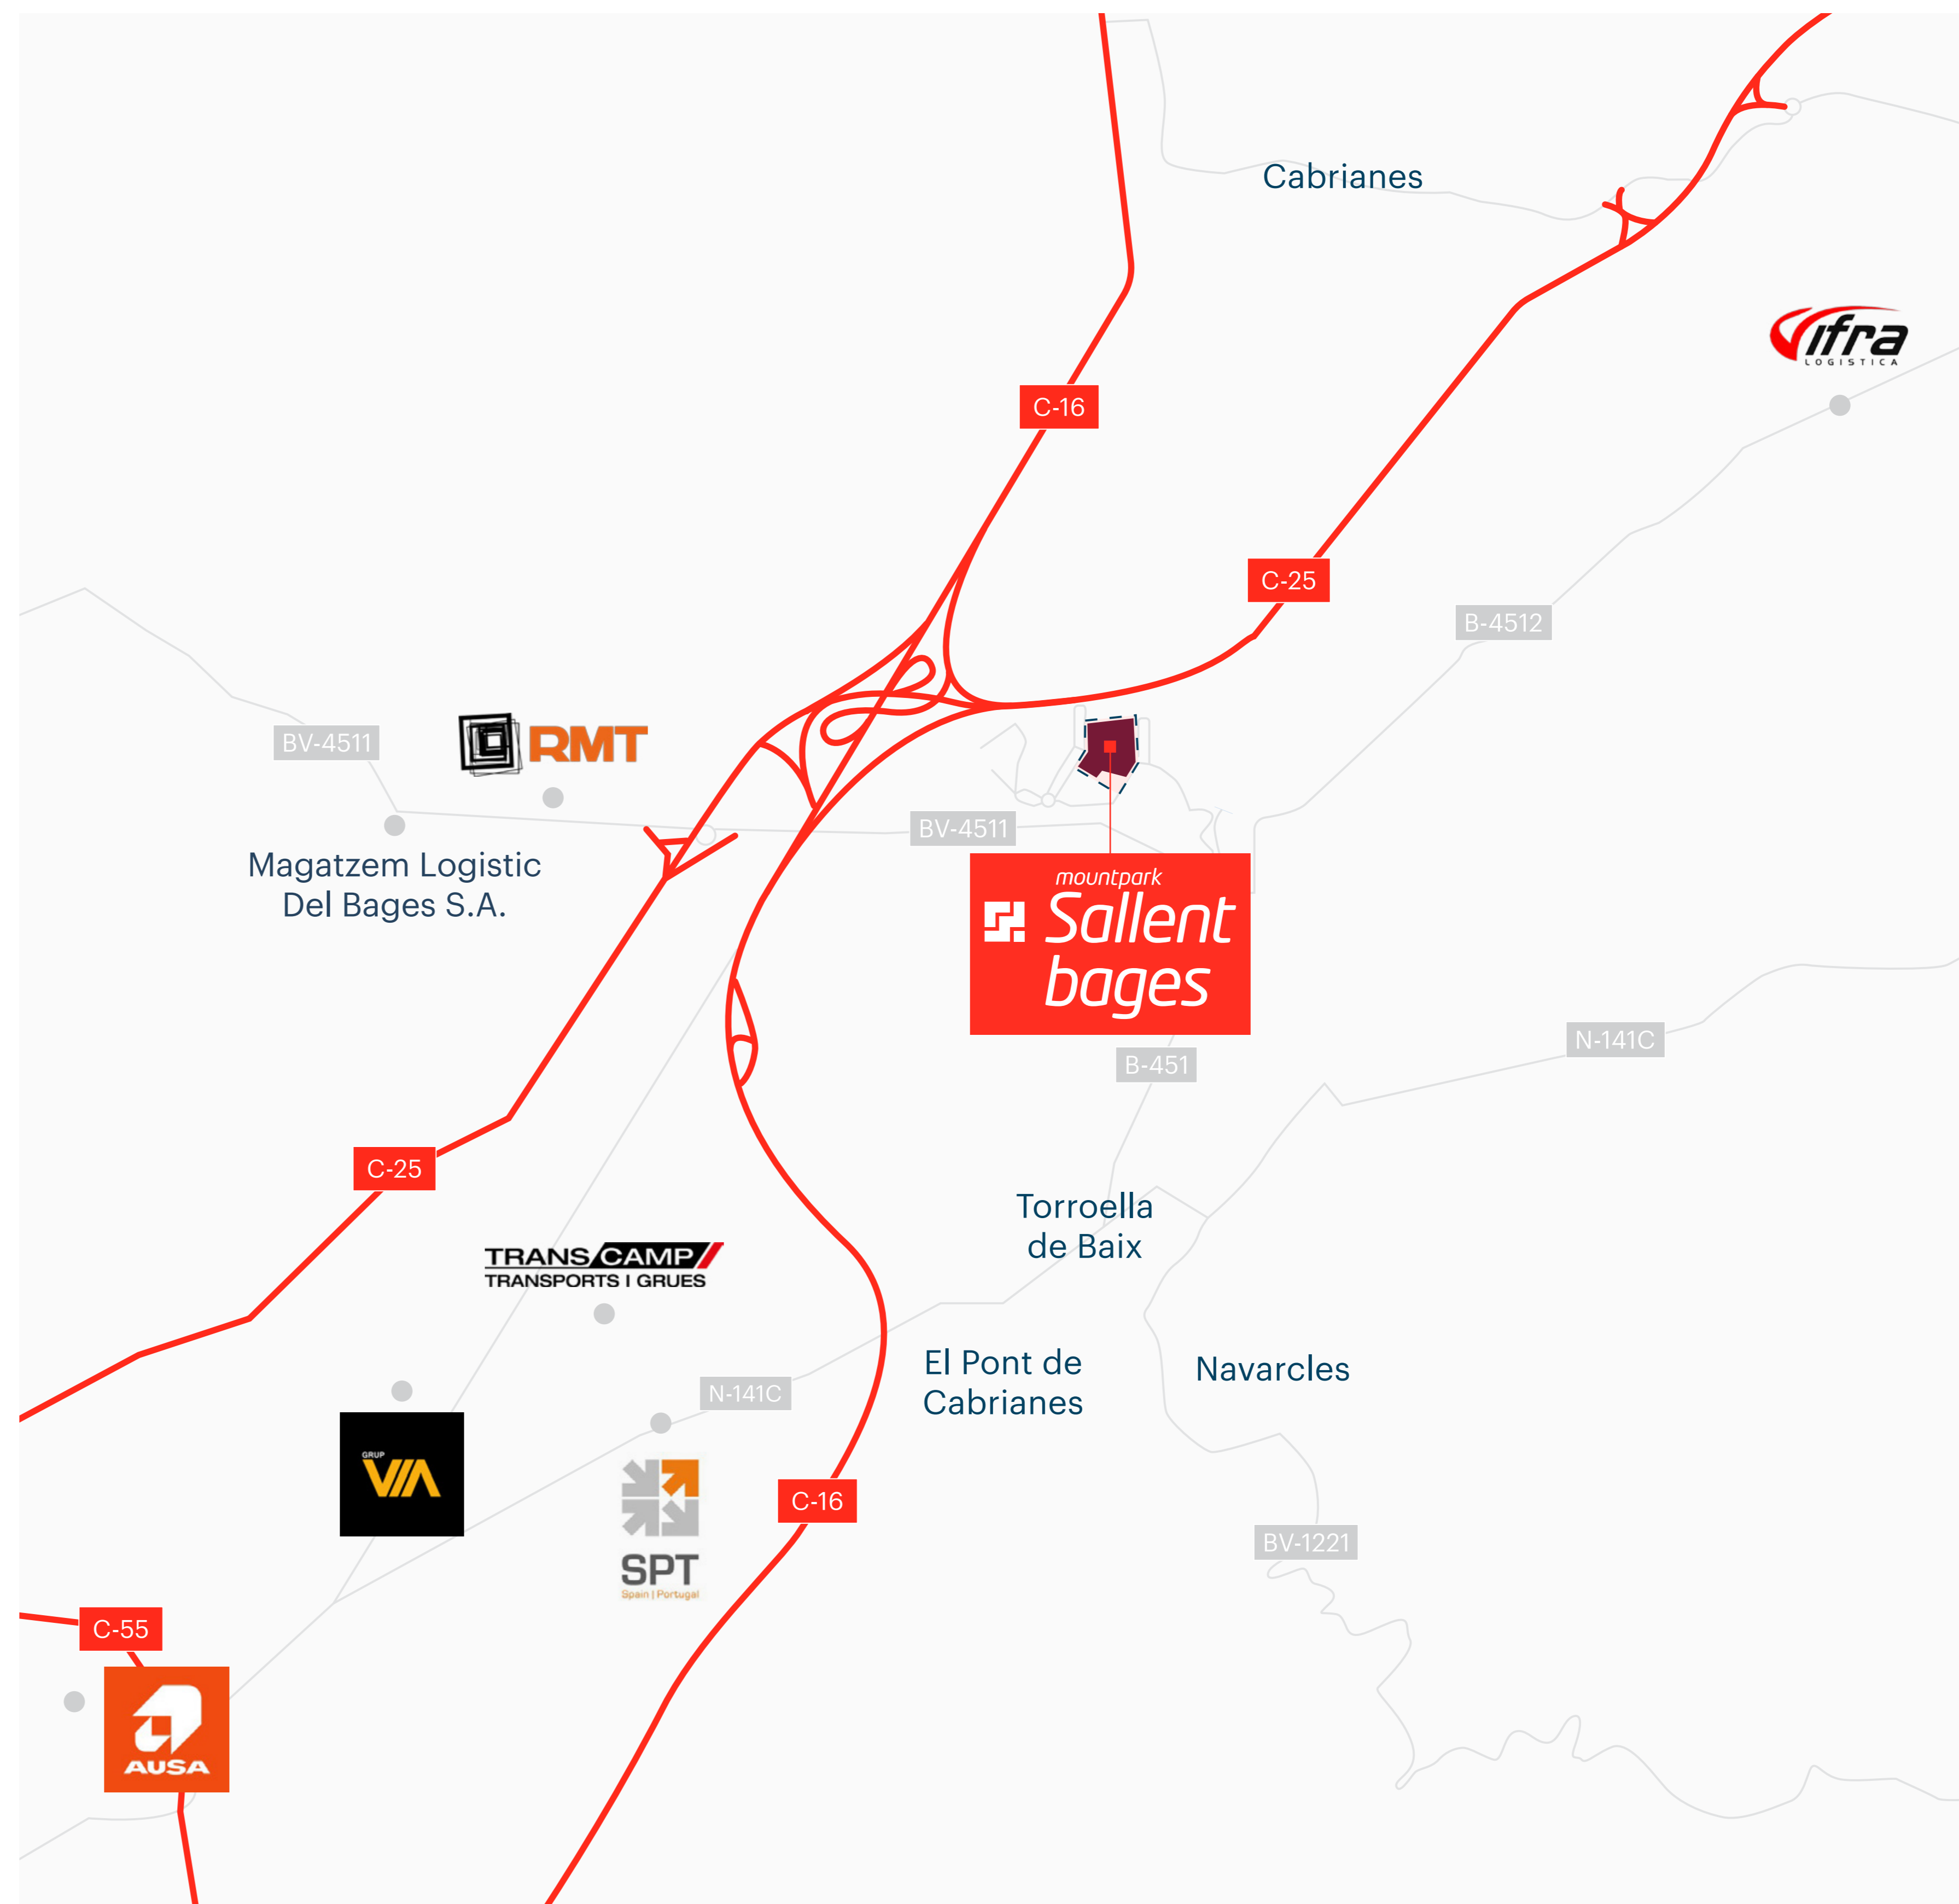 Cabrianes
ifra
LOGISTICA
C-16
C-25
B-4512
BV-4511
RMT
BV-4511
Magatzem Logistic
Del Bages S.A.
mountpark
Sallent
bages
N-141C
B-451
C-25
Torroella
de Baix
TRANSCAMP
TRANSPORTS I GRUES
El Pont de
Cabrianes
Navarcles
N-141C
GRUP
VIA
C-16
BV-1221
SPT
Spain | Portugal
C-55
AUSA